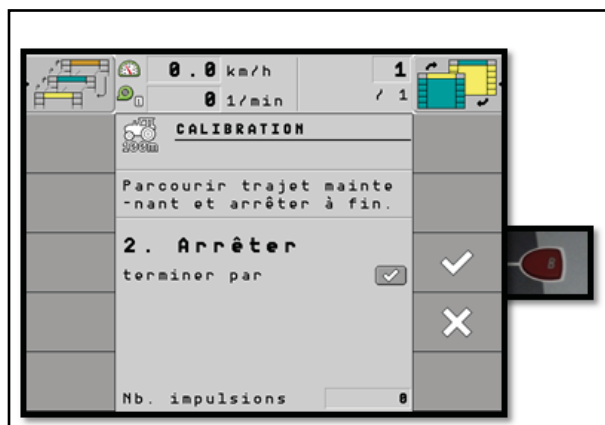 0.0 km/h
1
0 1/min
/ 1
CALIBRATION
100m
Parcourir trajet mainte
-nant et arrêter à fin.
2. Arrêter
terminer par
Nb. impulsions 0